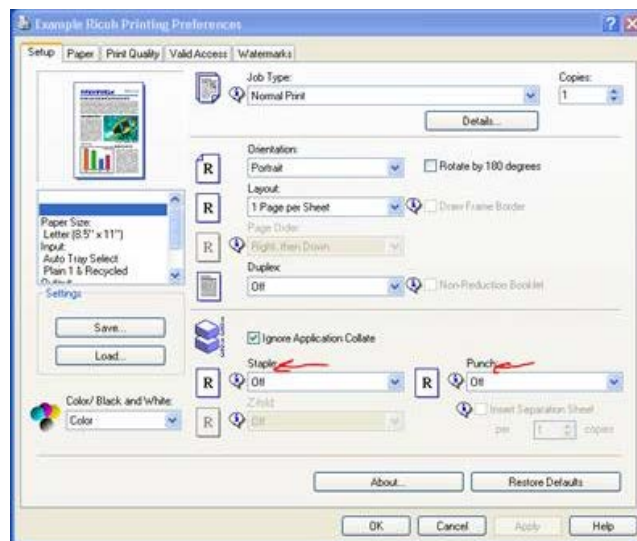 Example Ricoh Printing Preferences
Setup Paper Print Quality Valid Access Watermarks
Job Type:
Normal Print
Copies:
1
Details...
Orientation:
Portrait
Rotate by 180 degrees
Layout:
1 Page per Sheet
Draw Frame Border
Page Order:
Right, then Down
Duplex:
Off
Non-Reduction Booklet
Paper Size:
Letter (8.5" x 11")
Input:
Auto Tray Select
Plain 1 & Recycled
Settings
Save...
Load...
Color/ Black and White:
Color
Ignore Application Collate
Staple:
Off
Punch:
Off
Z-fold:
Off
Insert Separation Sheet
per 1 copies
About...
Restore Defaults
OK Cancel Apply Help